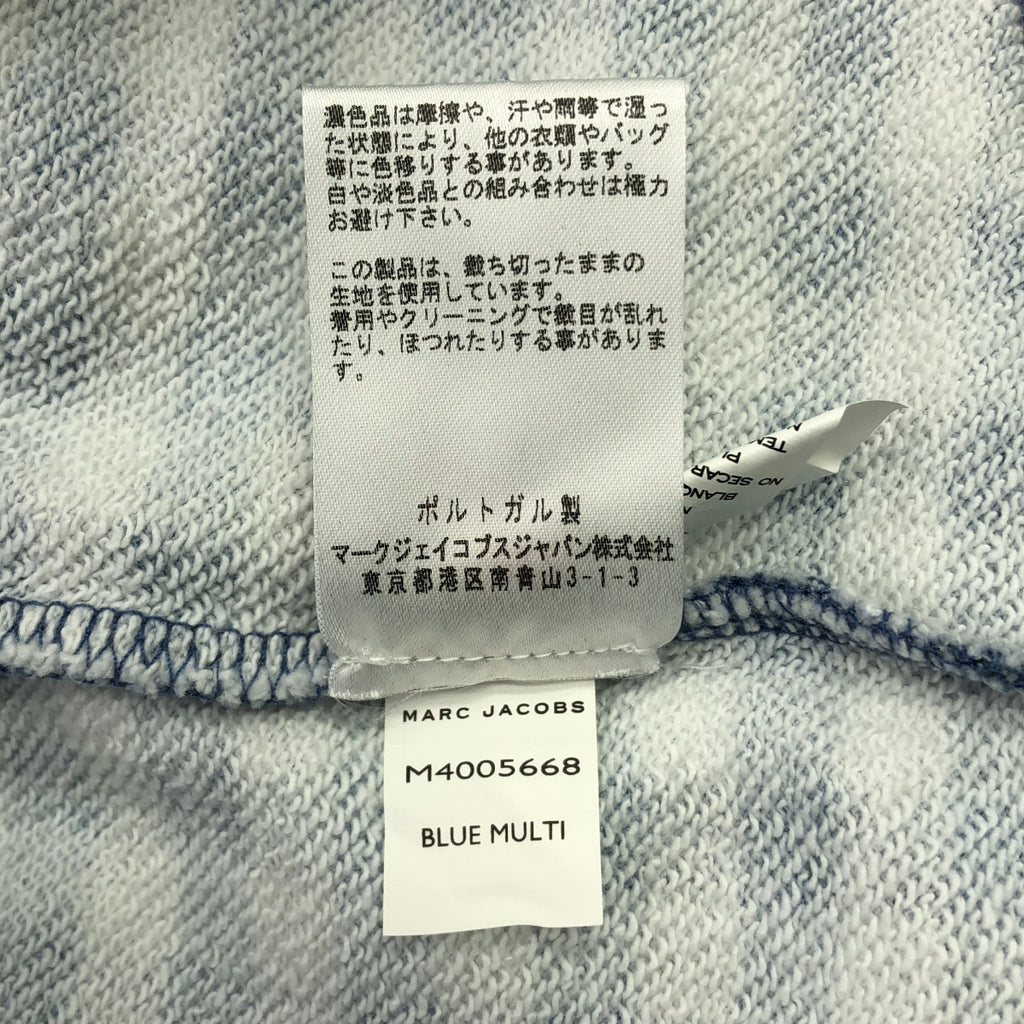 濃色品は摩擦や、汗や雨等で湿っ
た状態により、他の衣類やバッグ
等に色移りする事があります。
白や淡色品との組み合わせは極力
お避け下さい。
この製品は、裁ち切ったままの
生地を使用しています。
着用やクリーニングで織目が乱れ
たり、ほつれたりする事がありま
す。
ポルトガル製
マークジェイコブスジャパン株式会社
東京都港区南青山3-1-3
NO SECAR
BLANC
MARC JACOBS
M4005668
BLUE MULTI